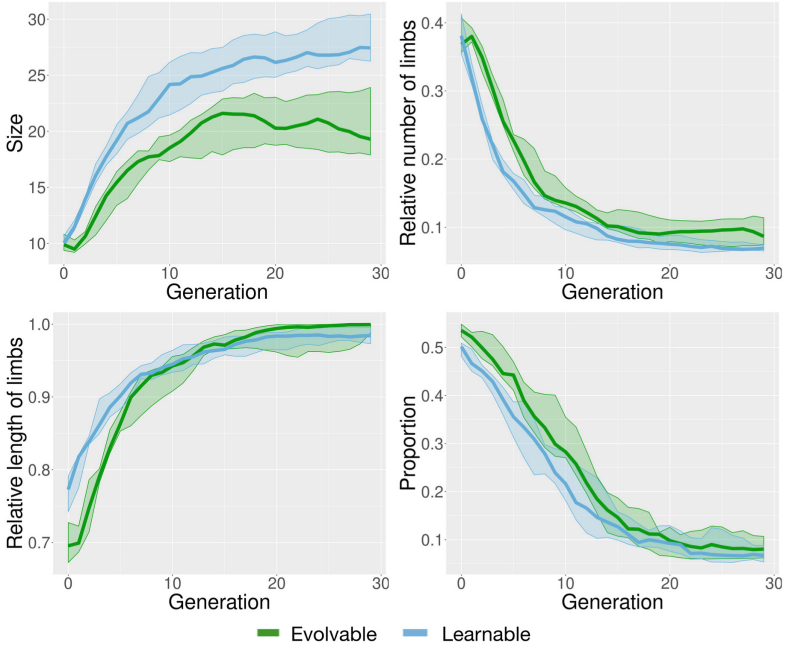 Size
30
25
20
15
10
0 10 20 30
Generation
Relative number of limbs
0.4
0.3
0.2
0.1
0 10 20 30
Generation
Relative length of limbs
1.0
0.9
0.8
0.7
0 10 20 30
Generation
Proportion
0.5
0.4
0.3
0.2
0.1
0 10 20 30
Generation
Evolvable Learnable